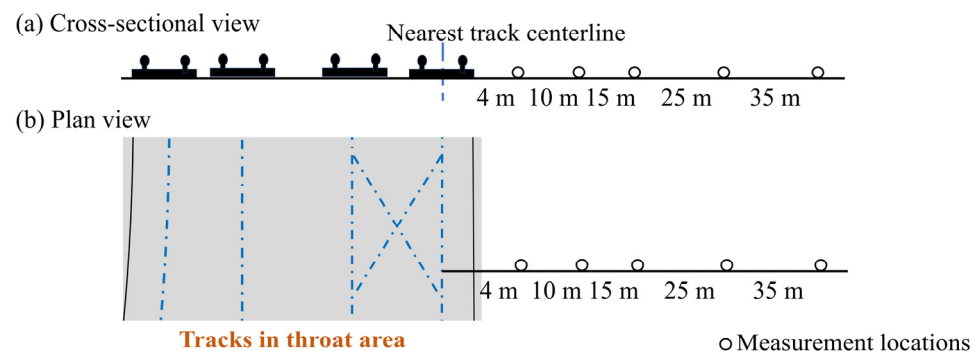 (a) Cross-sectional view
Nearest track centerline
4 m 10 m 15 m 25 m 35 m
(b) Plan view
4 m 10 m 15 m 25 m 35 m
Tracks in throat area
Measurement locations